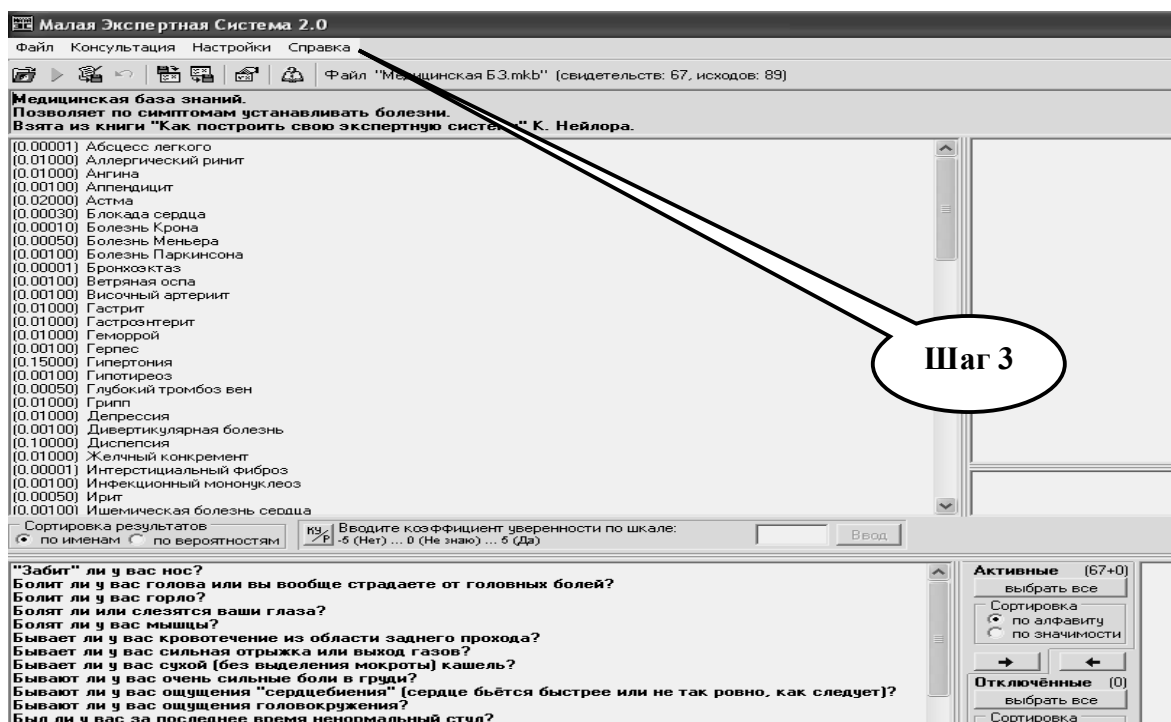 Малая Экспертная Система 2.0
Файл Консультация Настройки Справка
Файл "Медицинская БЗ.mkb" (свидетельств: 67, исходов: 89)
Медицинская база знаний.
Позволяет по симптомам устанавливать болезни.
Взята из книги "Как построить свою экспертную систему" К. Нейлора.
(0.00001) Абсцесс легкого
(0.01000) Аллергический ринит
(0.01000) Ангина
(0.00100) Аппендицит
(0.02000) Астма
(0.00030) Блокада сердца
(0.00010) Болезнь Крона
(0.00050) Болезнь Меньера
(0.00100) Болезнь Паркинсона
(0.00001) Бронхоэктаз
(0.00100) Ветряная оспа
(0.00100) Височный артериит
(0.01000) Гастрит
(0.01000) Гастроэнтерит
(0.01000) Геморрой
(0.00100) Герпес
(0.15000) Гипертония
(0.00100) Гипотиреоз
(0.00050) Глубокий тромбоз вен
(0.01000) Грипп
(0.01000) Депрессия
(0.00100) Дивертикулярная болезнь
(0.10000) Диспепсия
(0.01000) Желчный конкремент
(0.00001) Интерстициальный фиброз
(0.00100) Инфекционный мононуклеоз
(0.00050) Ирит
(0.00100) Ишемическая болезнь сердца
Шаг 3
Сортировка результатов
по именам по вероятностям
КУ/Р
Вводите коэффициент уверенности по шкале:
-5 (Нет) ... 0 (Не знаю) ... 5 (Да)
Ввод
"Забит" ли у вас нос?
Болит ли у вас голова или вы вообще страдаете от головных болей?
Болит ли у вас горло?
Болят ли или слезятся ваши глаза?
Болят ли у вас мышцы?
Бывает ли у вас кровотечение из области заднего прохода?
Бывает ли у вас сильная отрыжка или выход газов?
Бывает ли у вас сухой (без выделения мокроты) кашель?
Бывают ли у вас очень сильные боли в груди?
Бывают ли у вас ощущения "сердцебиения" (сердце бьётся быстрее или не так ровно, как следует)?
Бывают ли у вас ощущения головокружения?
Был ли у вас за последнее время ненормальный стул?
Активные (67+0)
выбрать все
Сортировка
по алфавиту
по значимости
Отключённые (0)
выбрать все
Сортировка